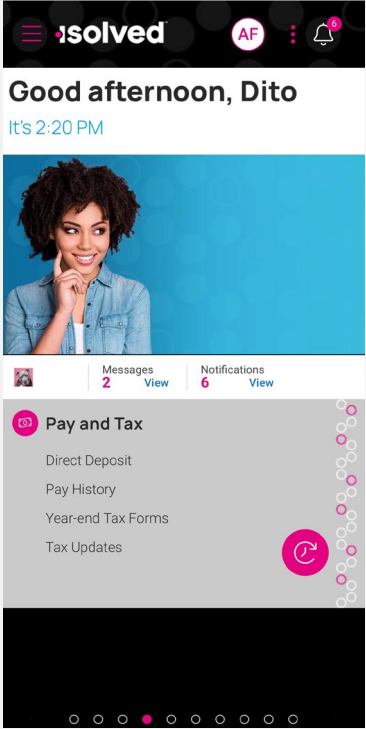 isolved
AF
6
Good afternoon, Dito
It's 2:20 PM
Messages
2 View
Notifications
6 View
Pay and Tax
Direct Deposit
Pay History
Year-end Tax Forms
Tax Updates